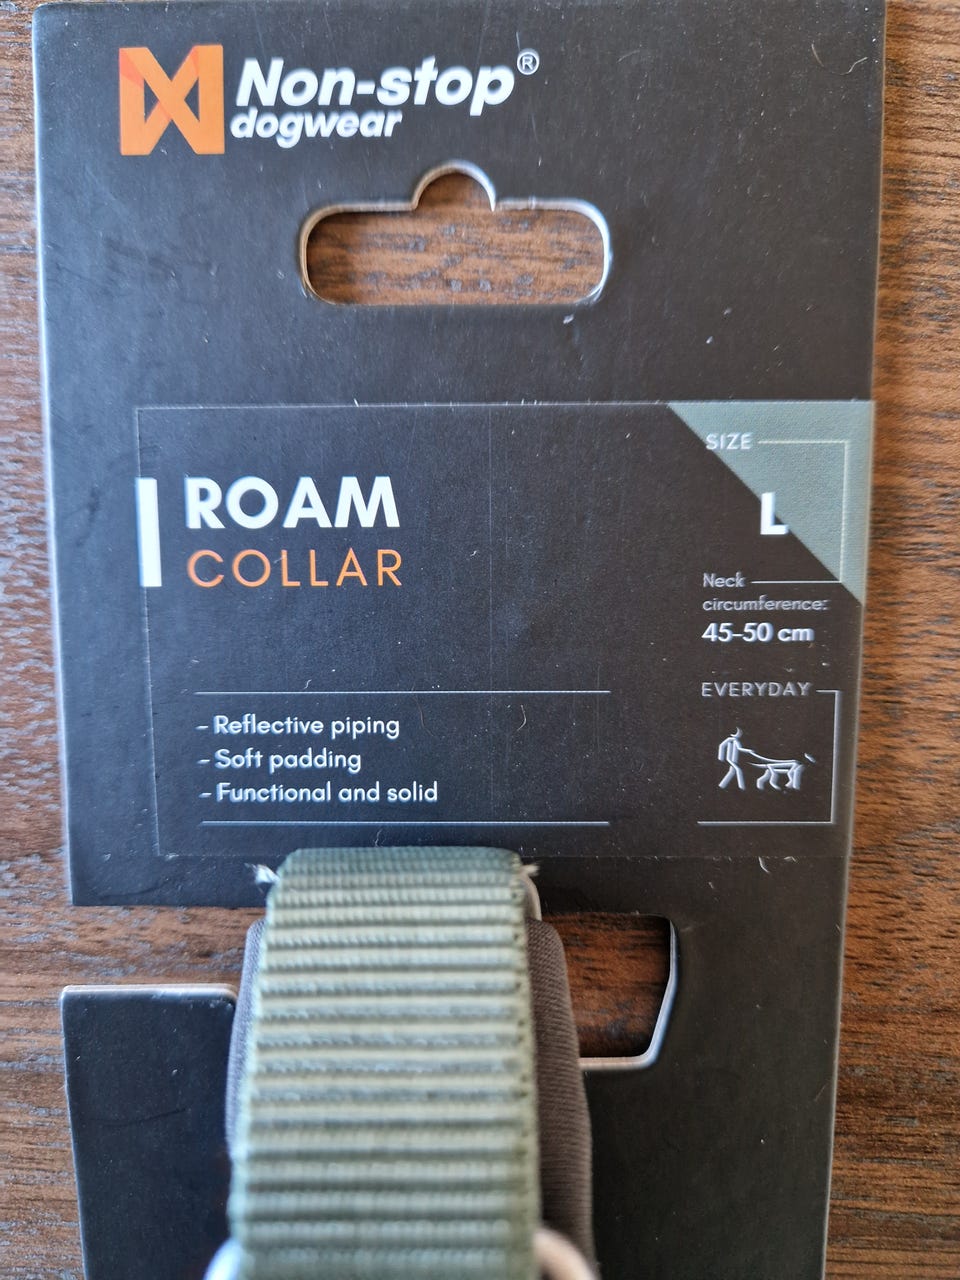 Non-stop®
dogwear
SIZE
L
ROAM
COLLAR
Neck
circumference:
45-50 cm
EVERYDAY
- Reflective piping
- Soft padding
- Functional and solid